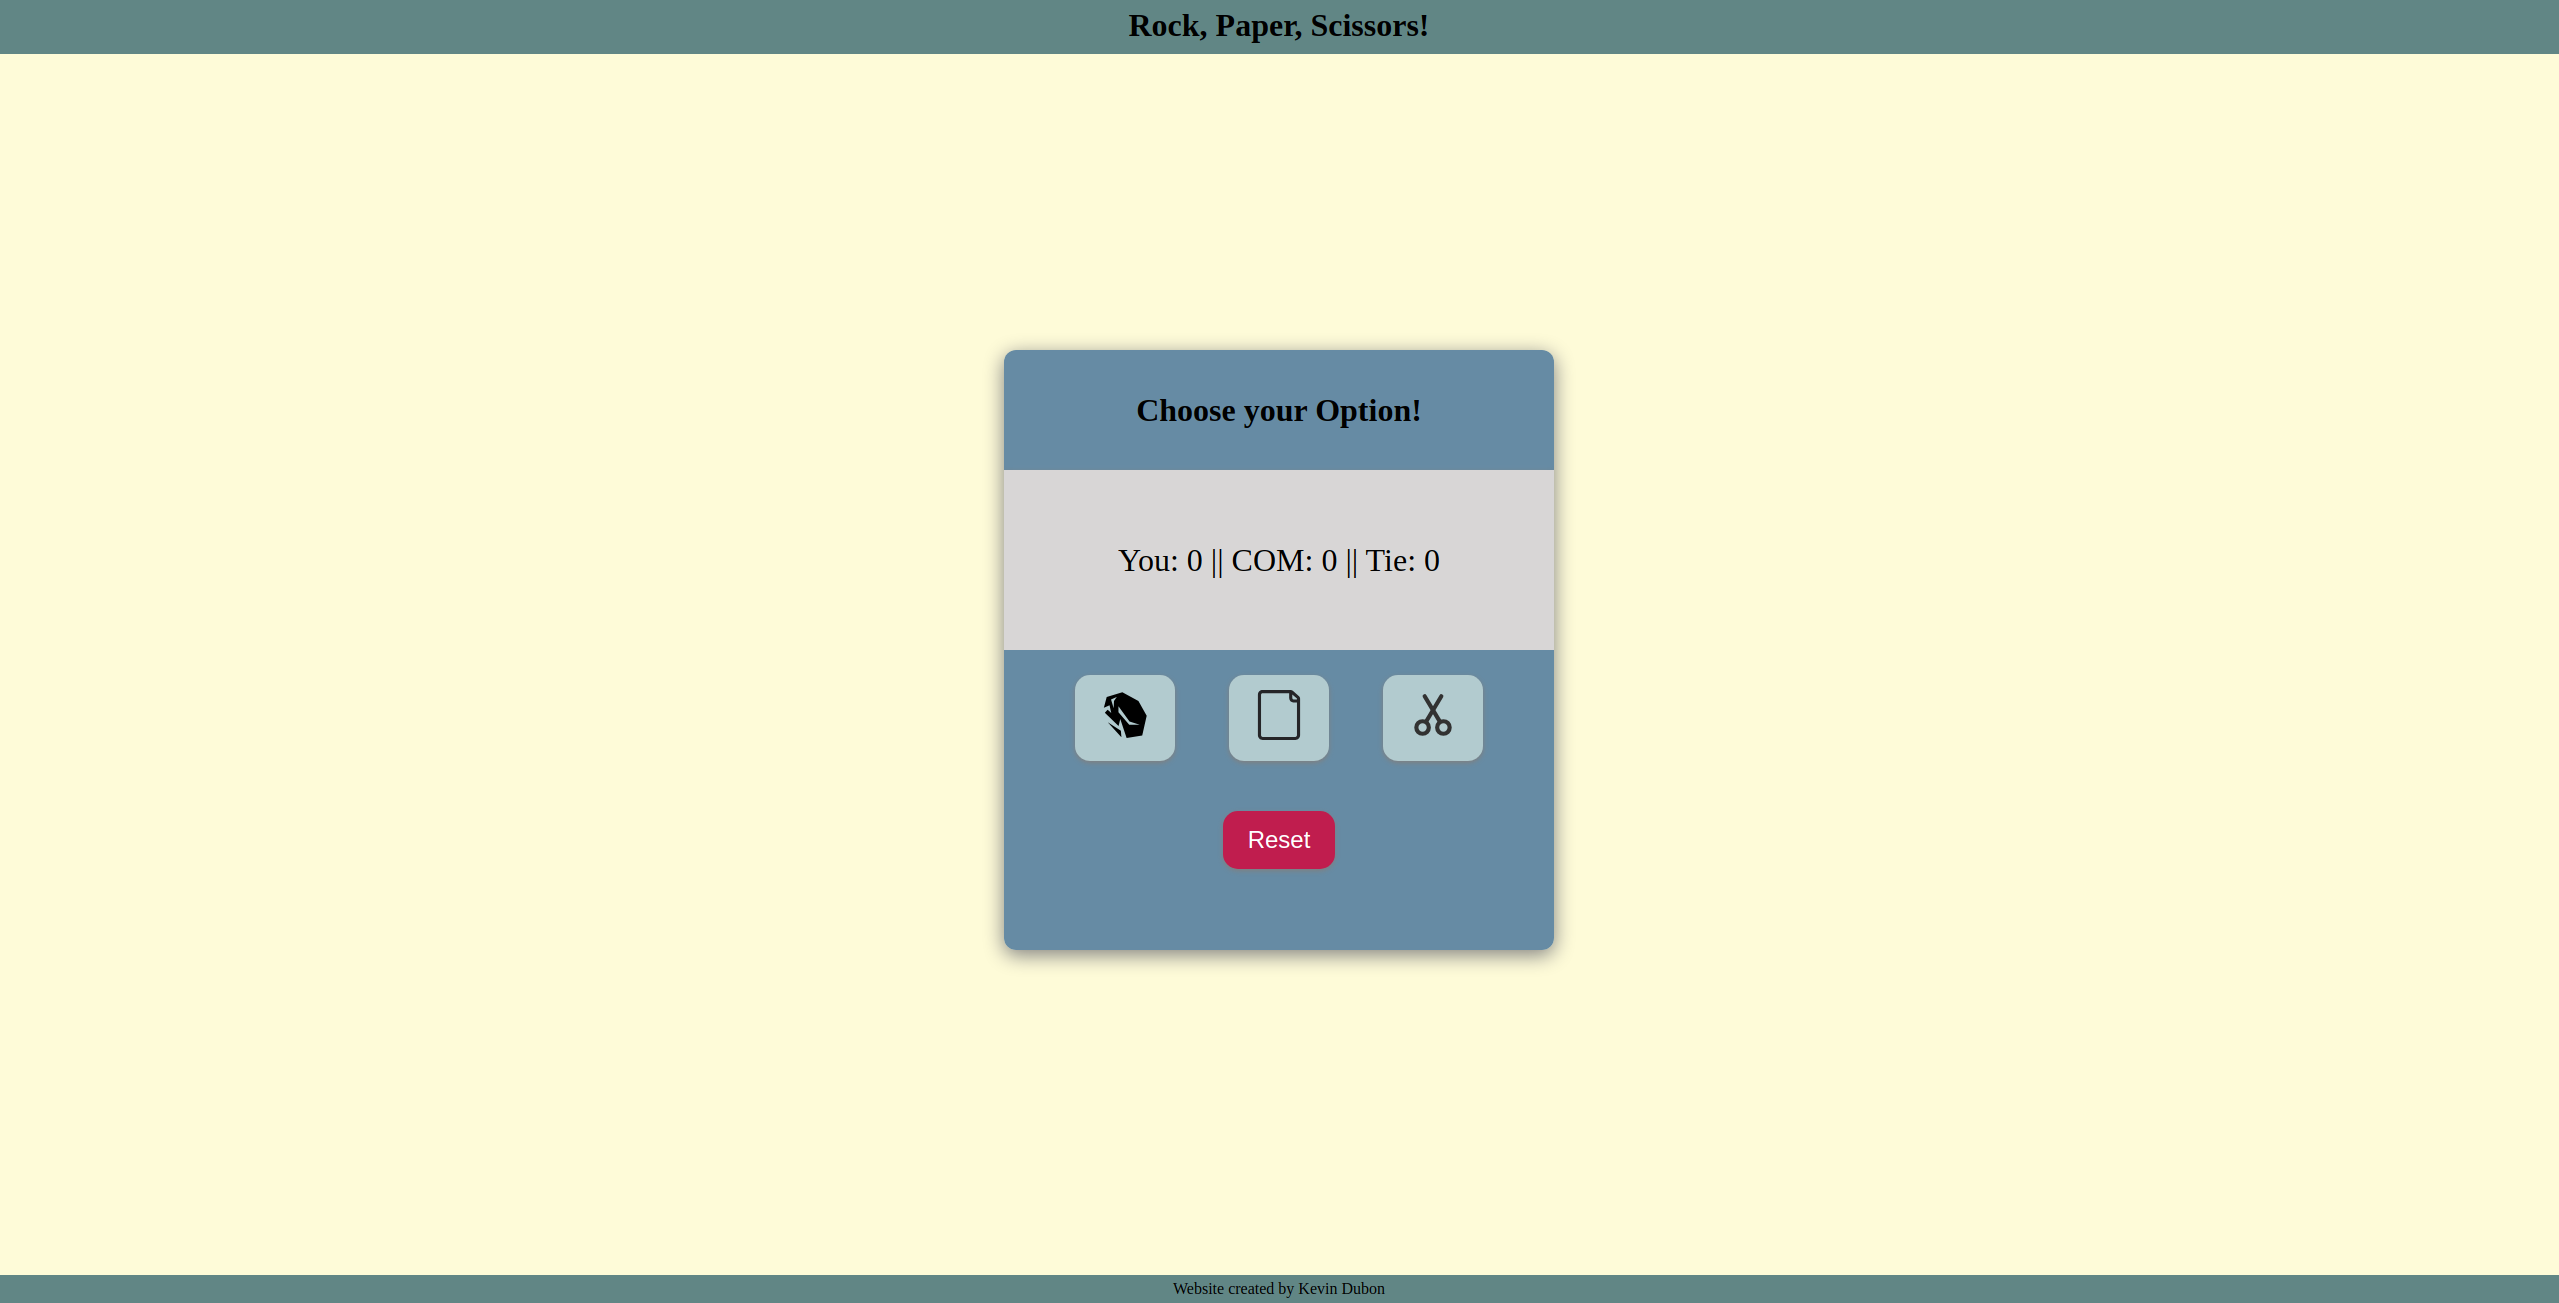 Rock, Paper, Scissors!
Choose your Option!
You: 0 || COM: 0 || Tie: 0
Reset
Website created by Kevin Dubon